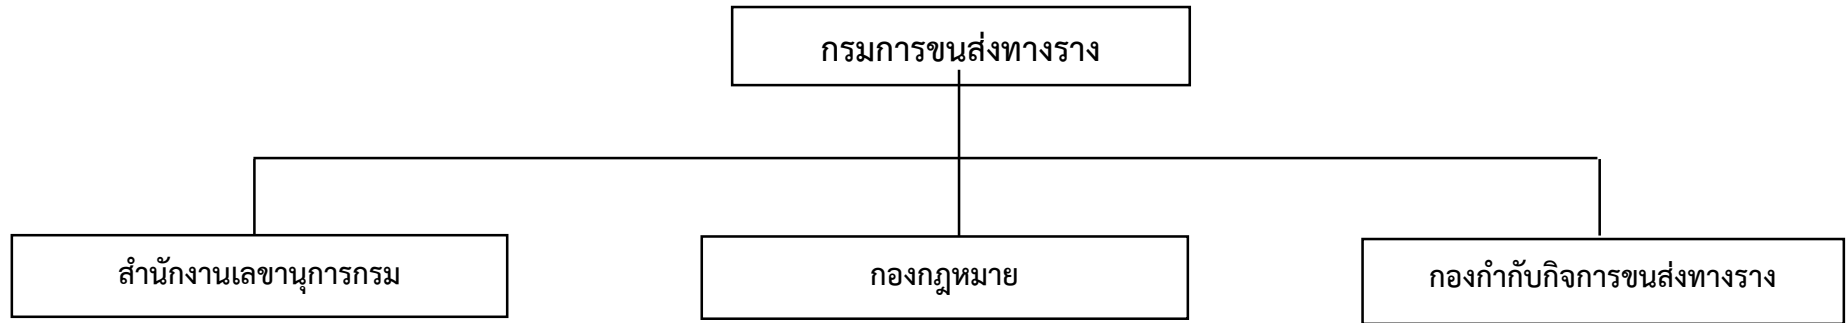 กรมการขนส่งทางราง
สำนักงานเลขานุการกรม
กองกฎหมาย
กองกำกับกิจการขนส่งทางราง